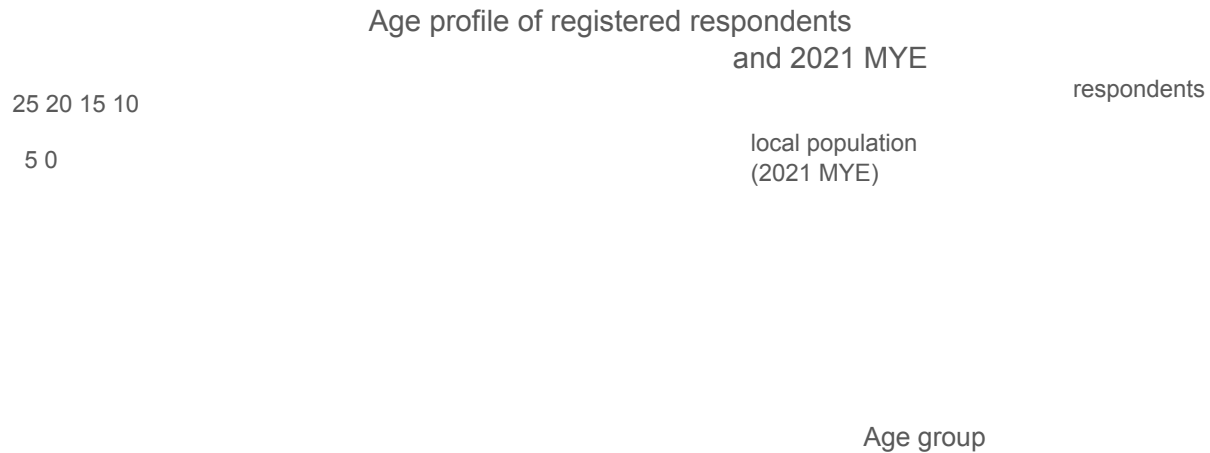 Age profile of registered respondents
and 2021 MYE
respondents
25 20 15 10
local population
5 0
(2021 MYE)
Age group